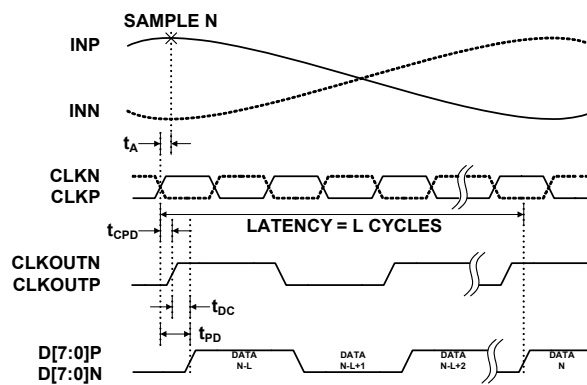 SAMPLE N
INP
INN
tA
CLKN
CLKP
tCPD
LATENCY = L CYCLES
CLKOUTN
CLKOUTP
tDC
tPD
D[7:0]P
D[7:0]N
DATA
N-L
DATA
N-L+1
DATA
N-L+2
DATA
N